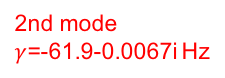 2nd mode
γ=-61.9-0.0067i Hz